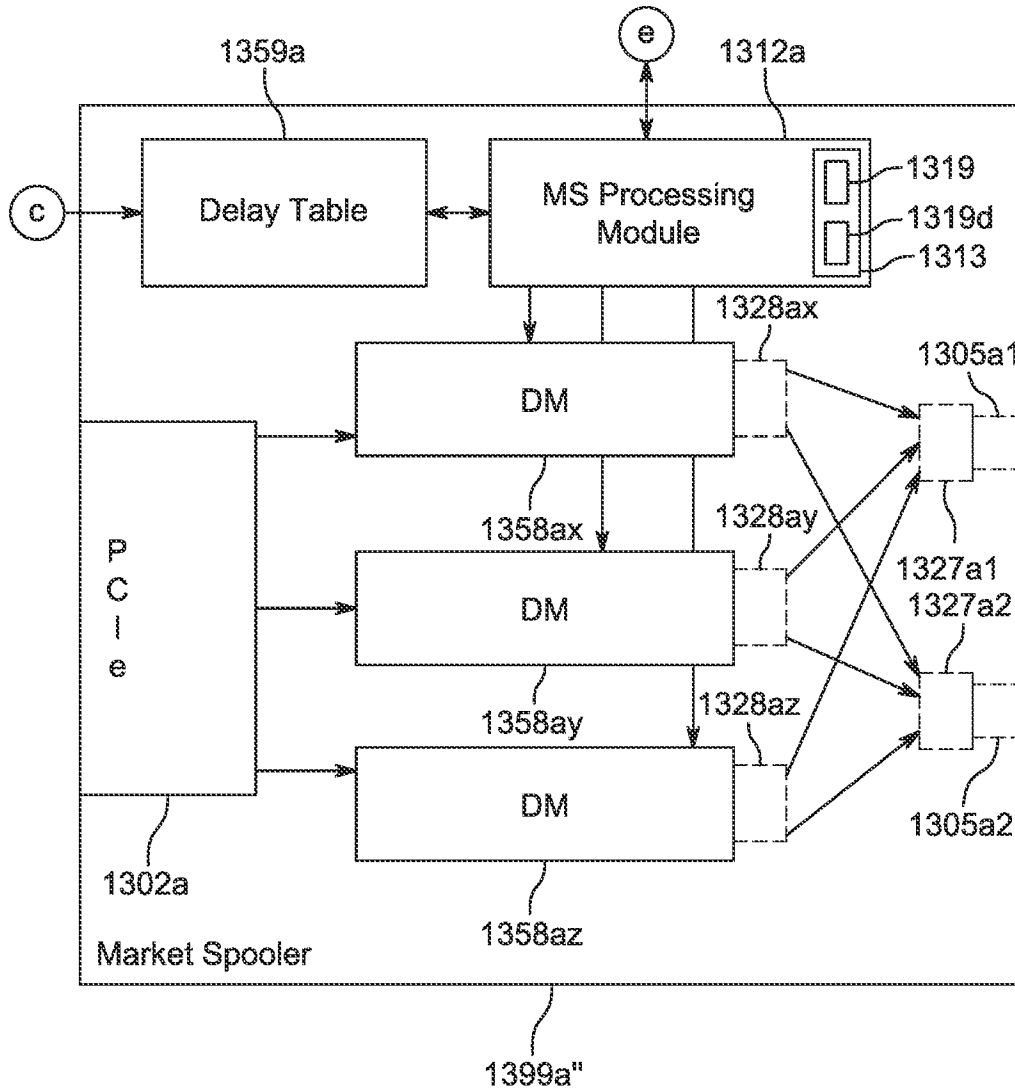 e
1359a
1312a
c
Delay Table
MS Processing
Module
1319
1319d
1313
1328ax
1305a1
DM
1358ax
1328ay
1327a1
1327a2
PCIe
DM
1358ay
1328az
DM
1305a2
1302a
1358az
Market Spooler
1399a"